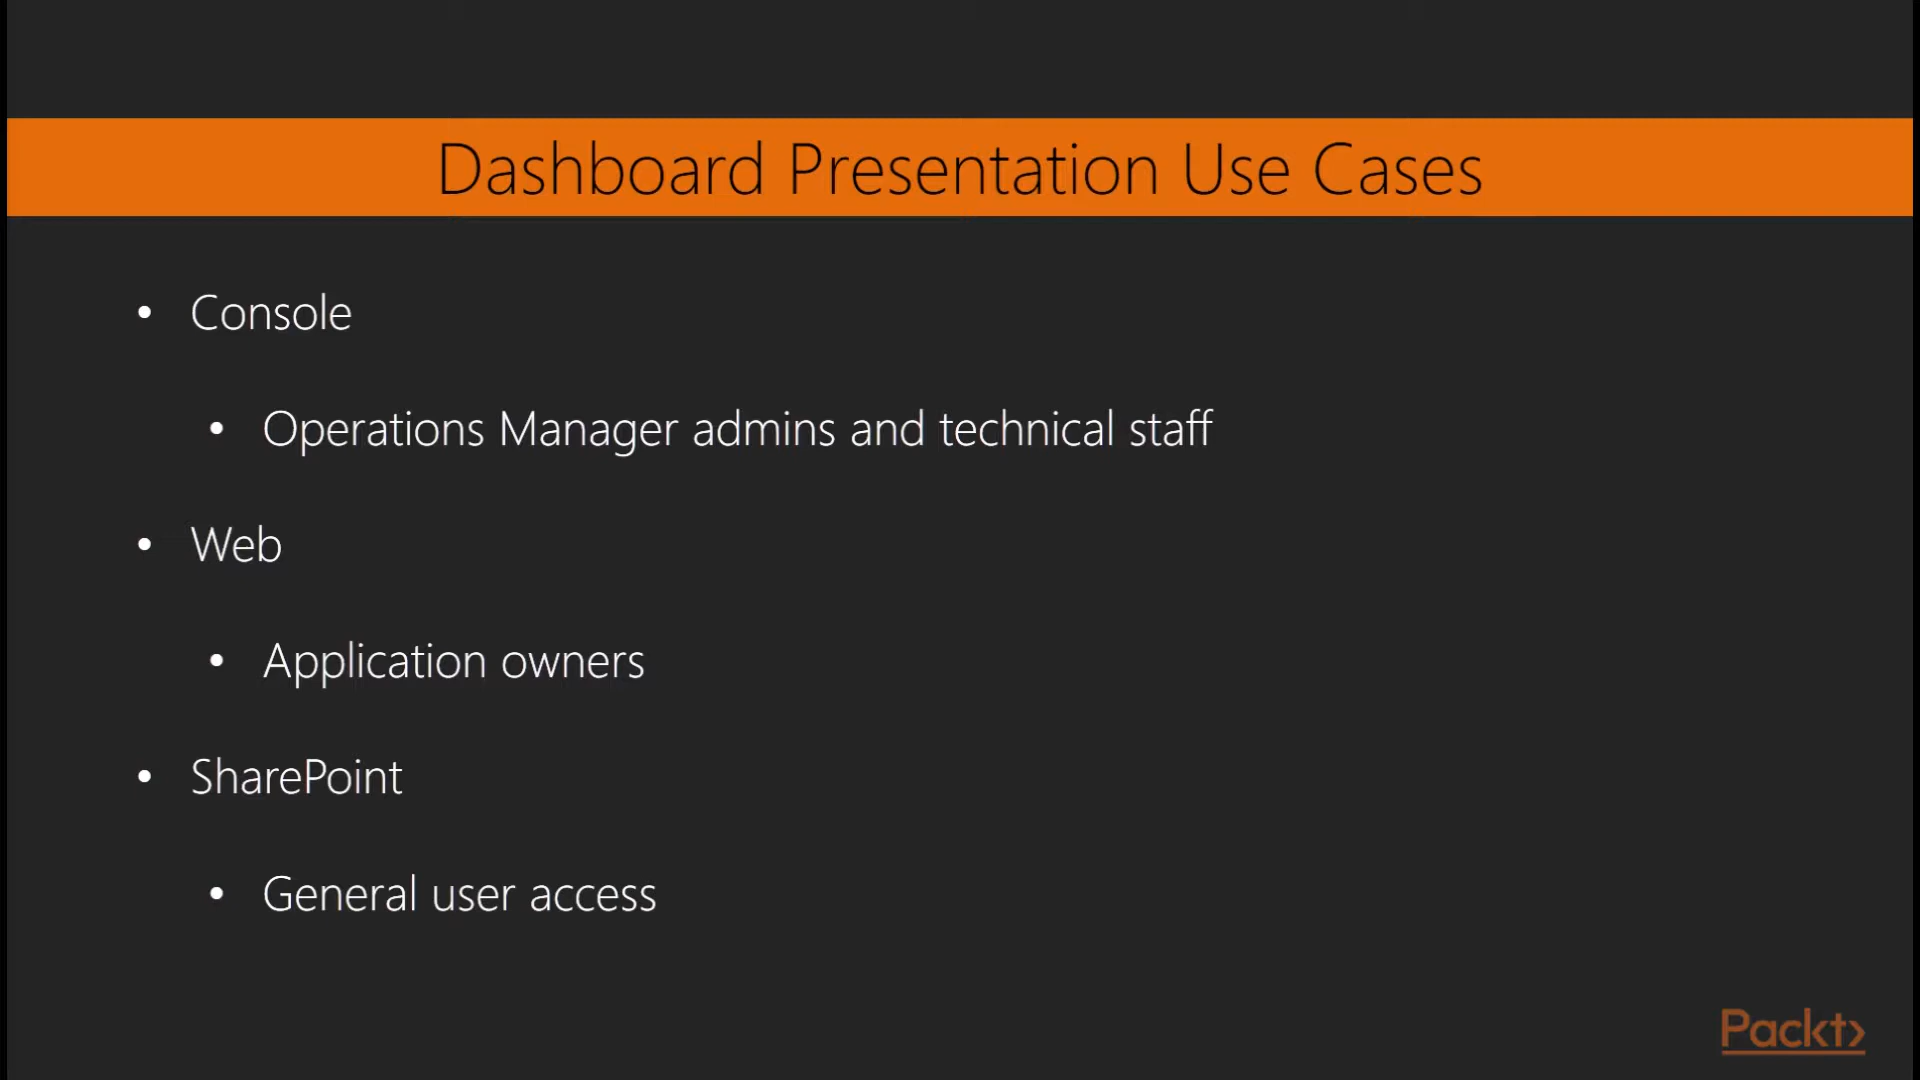 Dashboard Presentation Use Cases
• Console
• Operations Manager admins and technical staff
• Web
• Application owners
• SharePoint
• General user access
Packt>